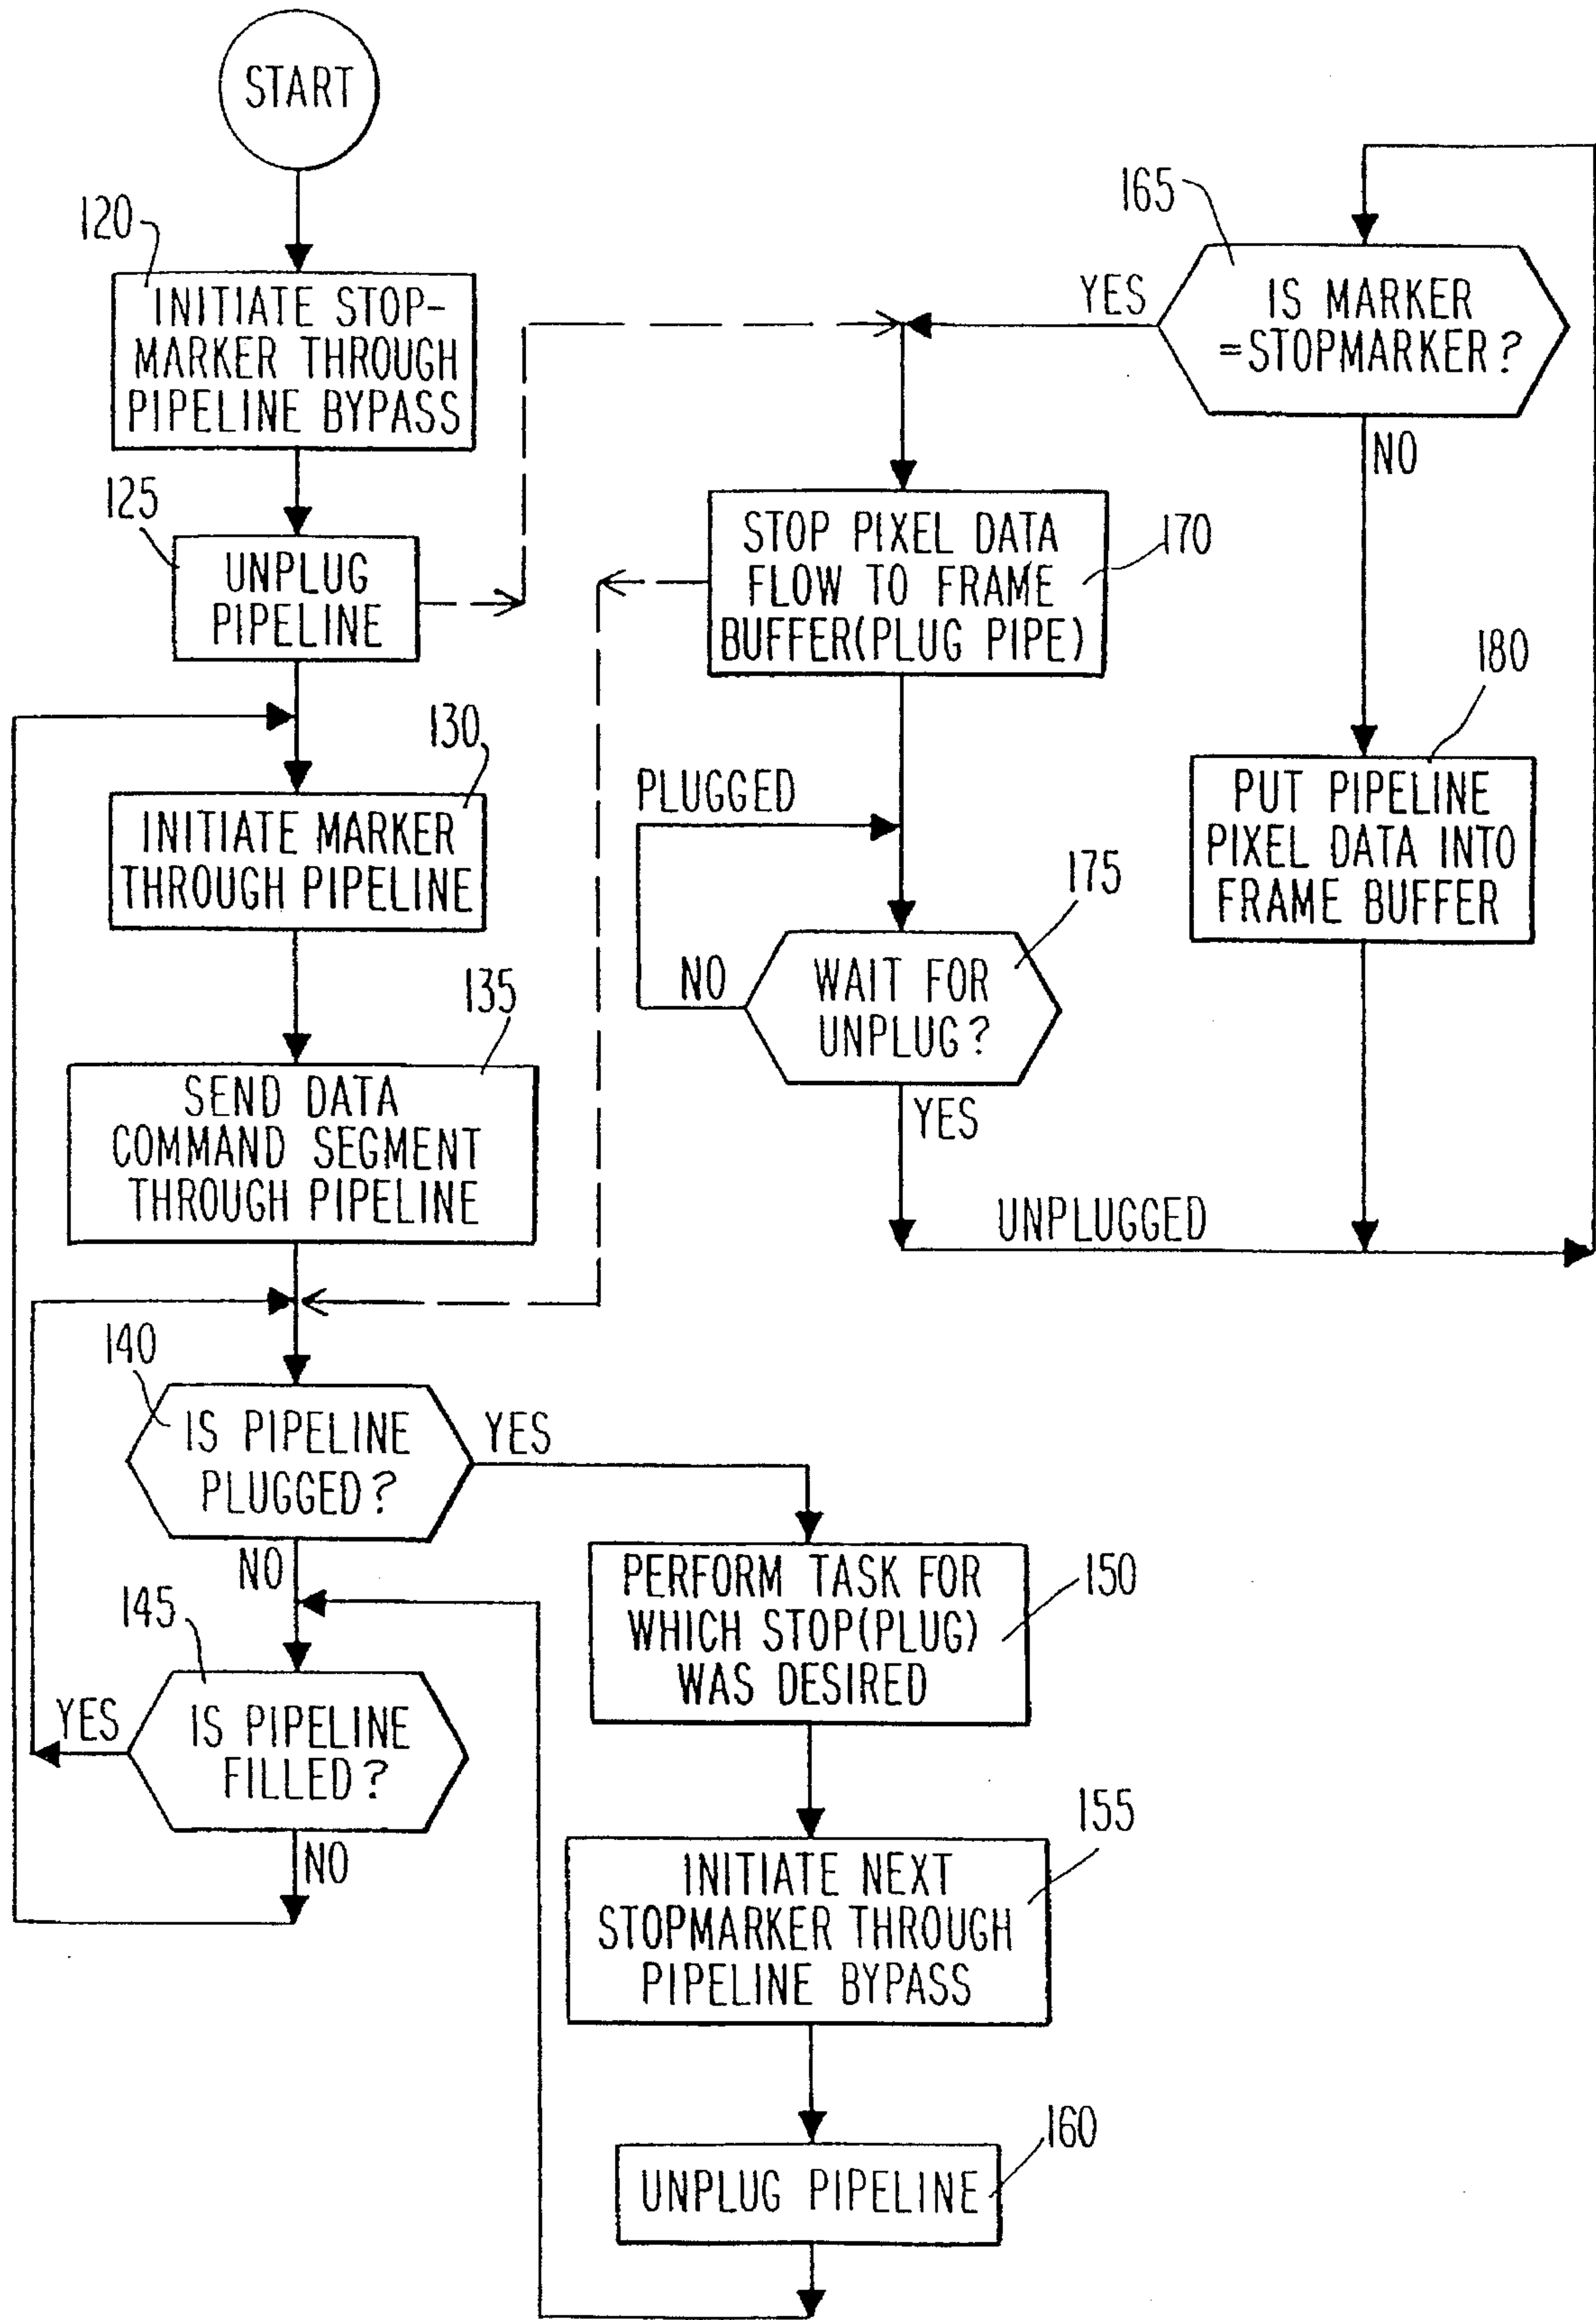 START
120
INITIATE STOP-
MARKER THROUGH
PIPELINE BYPASS
125
UNPLUG
PIPELINE
130
INITIATE MARKER
THROUGH PIPELINE
135
SEND DATA
COMMAND SEGMENT
THROUGH PIPELINE
140
IS PIPELINE
PLUGGED?
YES
NO
145
IS PIPELINE
FILLED?
YES
NO
150
PERFORM TASK FOR
WHICH STOP(PLUG)
WAS DESIRED
155
INITIATE NEXT
STOPMARKER THROUGH
PIPELINE BYPASS
160
UNPLUG PIPELINE
165
IS MARKER
=STOPMARKER?
YES
NO
170
STOP PIXEL DATA
FLOW TO FRAME
BUFFER(PLUG PIPE)
PLUGGED
175
WAIT FOR
UNPLUG?
NO
YES
UNPLUGGED
180
PUT PIPELINE
PIXEL DATA INTO
FRAME BUFFER